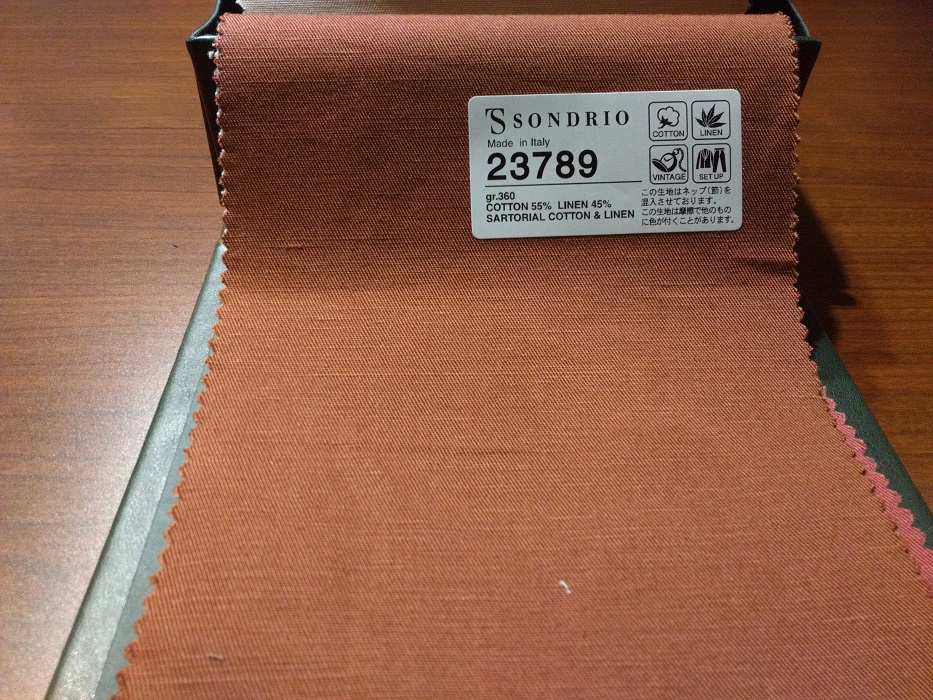 TS SONDRIO
Made in Italy
23789
gr.360
COTTON 55% LINEN 45%
SARTORIAL COTTON & LINEN
COTTON
LINEN
VINTAGE
SET UP
この生地はネップ(節)を
混入させております。
この生地は摩擦で他のもの
に色が付くことがあります。